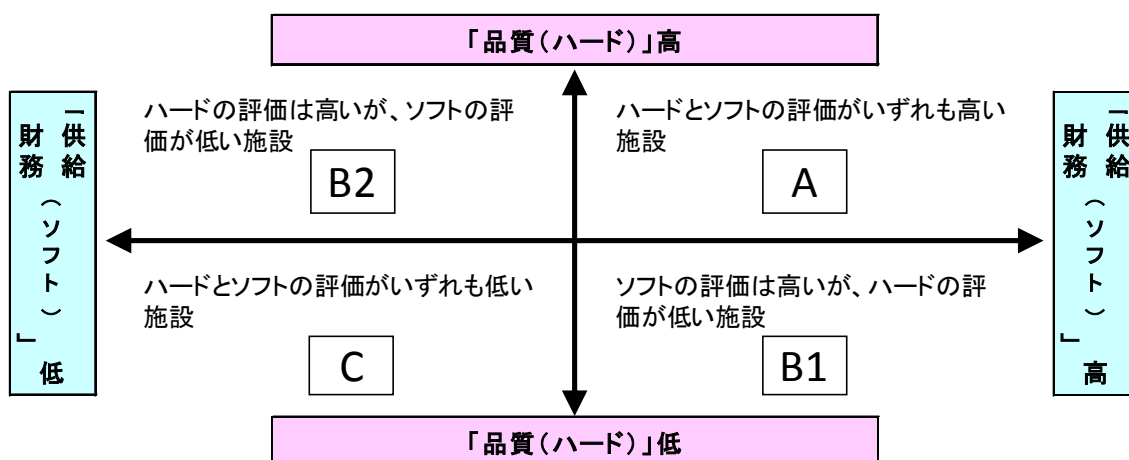 「品質(ハード)」高
ハードの評価は高いが、ソフトの評
価が低い施設
B2
ハードとソフトの評価がいずれも高い
施設
A
「供給
財務(ソフト)」低
「供給
財務(ソフト)」高
ハードとソフトの評価がいずれも低い
施設
C
ソフトの評価は高いが、ハードの評
価が低い施設
B1
「品質(ハード)」低